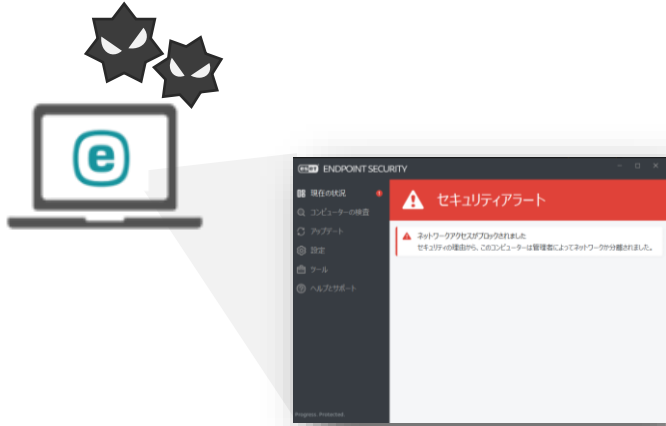 e
eset ENDPOINT SECURITY
現在の状況
コンピューターの検査
アップデート
設定
ツール
ヘルプとサポート
セキュリティアラート
ネットワークアクセスがブロックされました
セキュリティの理由から、このコンピューターは管理者によってネットワークから分離されました。
Progress. Protected.